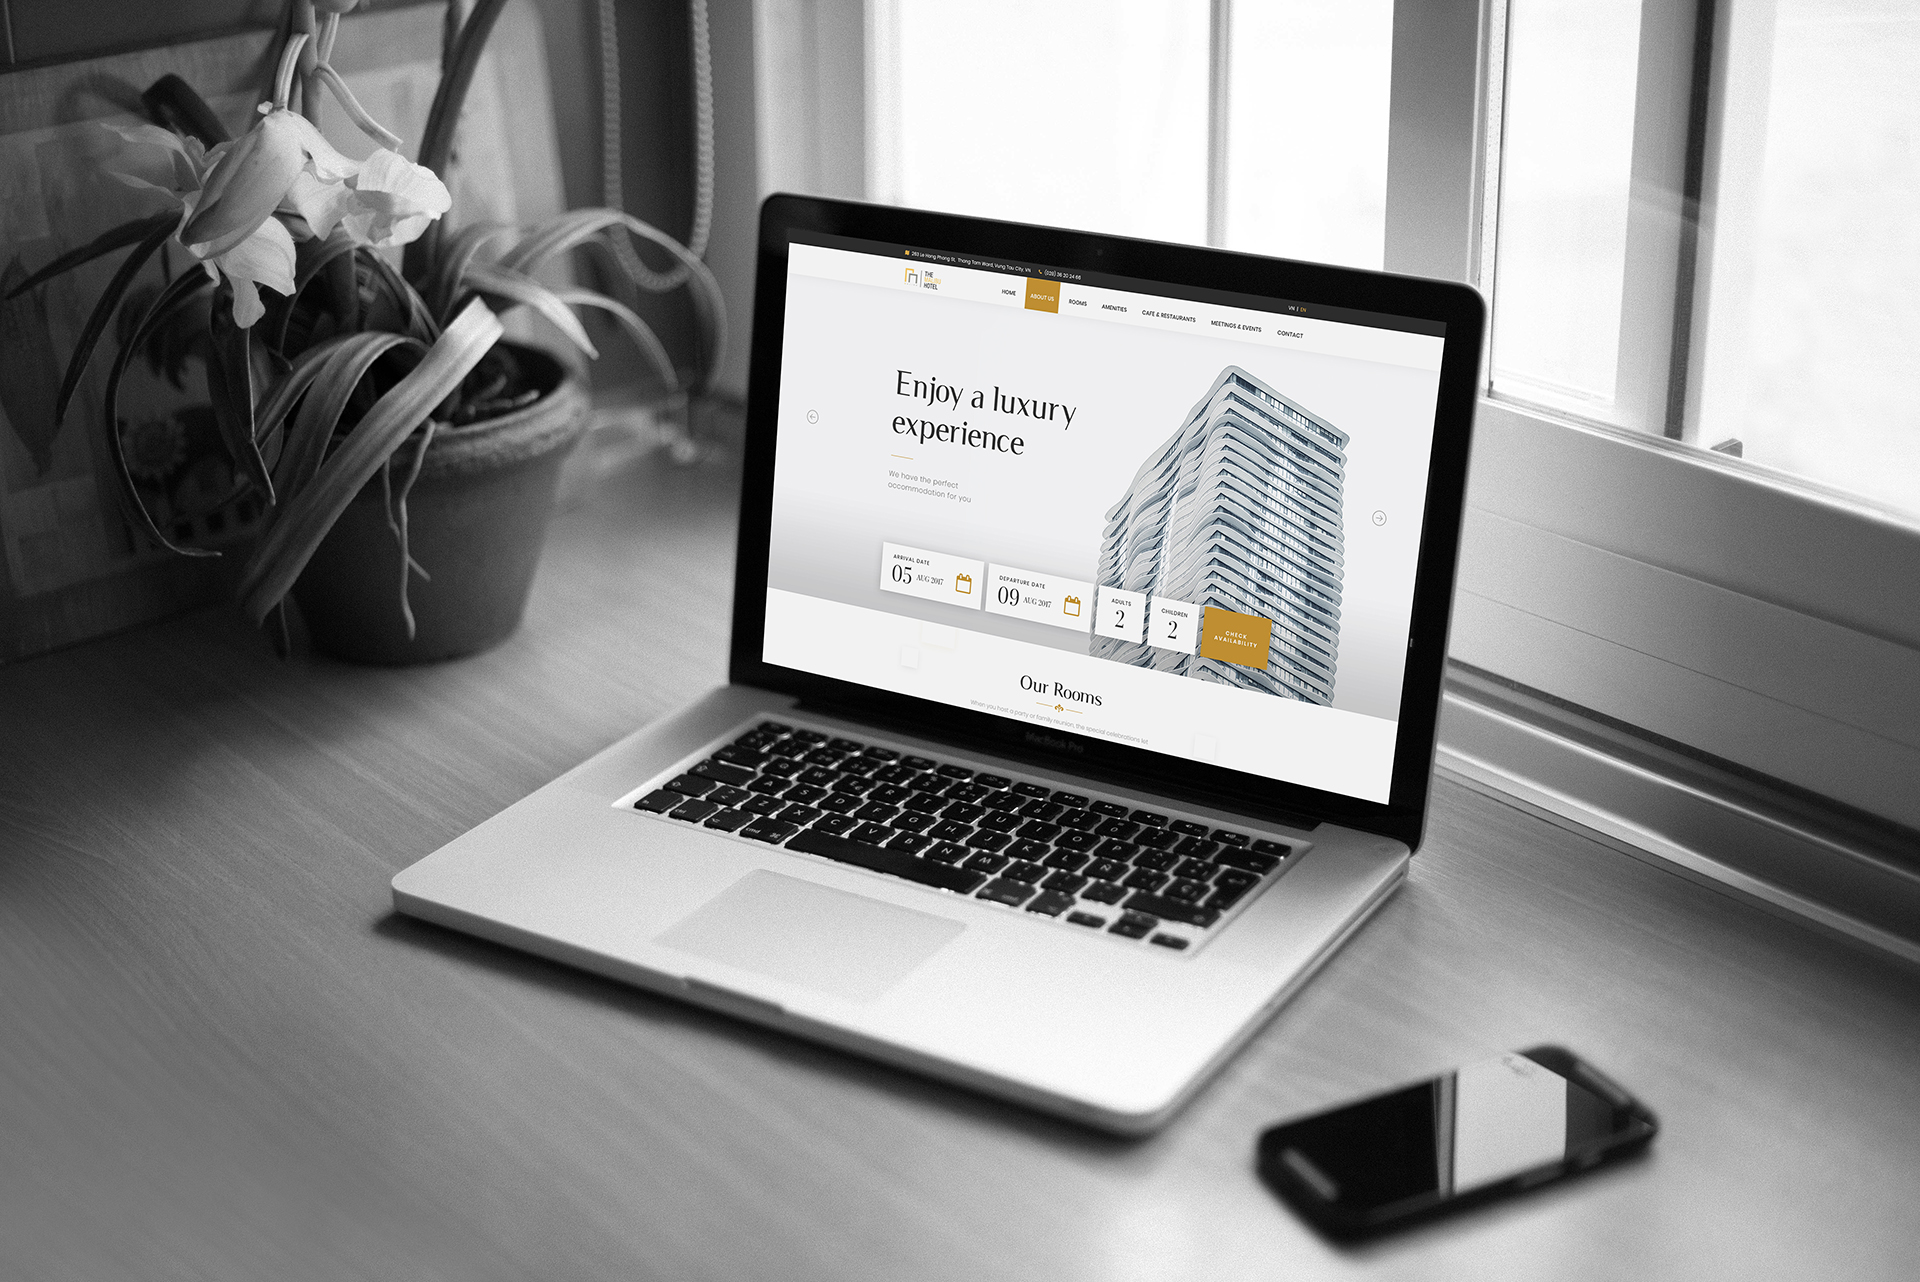 263 Le Hong Phong St, Thang Tam Ward, Vung Tau City, VN (028) 36 20 24 66
VN | EN
THE
HOTEL
HOME ABOUT US ROOMS AMENITIES CAFE & RESTAURANTS MEETINGS & EVENTS CONTACT
Enjoy a luxury
experience
We have the perfect
accommodation for you
ARRIVAL DATE
05 AUG 2017
DEPARTURE DATE
09 AUG 2017
ADULTS
2
CHILDREN
2
CHECK
AVAILABILITY
Our Rooms
When you host a party or family reunion, the special celebrations let
MacBook Pro